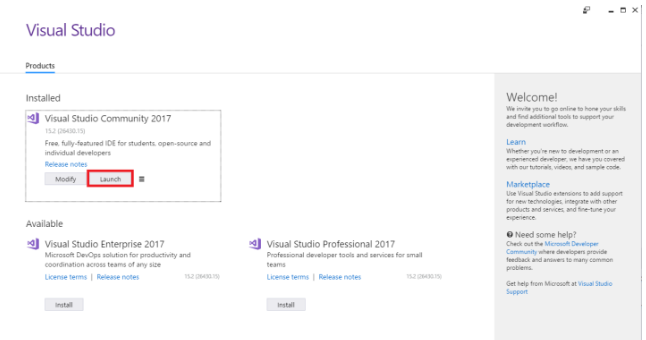 Visual Studio
Products
Installed
Visual Studio Community 2017
15.2 (26430.15)
Free, fully-featured IDE for students, open-source and
individual developers
Release notes
Modify
Launch
Available
Visual Studio Enterprise 2017
Microsoft DevOps solution for productivity and
coordination across teams of any size
License terms | Release notes
15.2 (26430.15)
Install
Visual Studio Professional 2017
Professional developer tools and services for small
teams
License terms | Release notes
15.2 (26430.15)
Install
Welcome!
We invite you to go online to hone your skills
and find additional tools to support your
development workflow.
Learn
Whether you're new to development or an
experienced developer, we have you covered
with our tutorials, videos, and sample code.
Marketplace
Use Visual Studio extensions to add support
for new technologies, integrate with other
products and services, and fine-tune your
experience.
Need some help?
Check out the Microsoft Developer
Community where developers provide
feedback and answers to many common
problems.
Get help from Microsoft at Visual Studio
Support